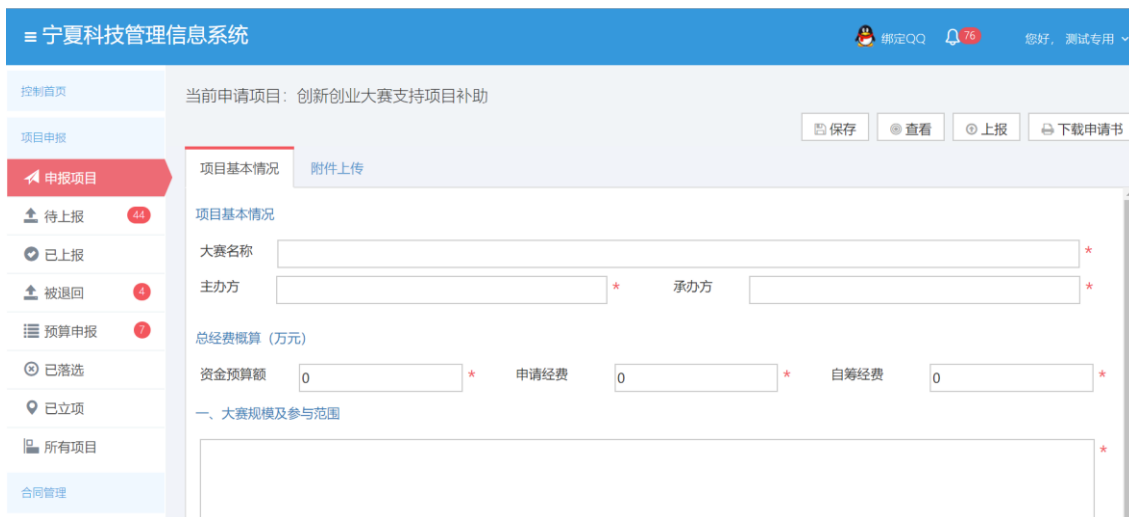 ≡ 宁夏科技管理信息系统
绑定QQ 76 您好，测试专用
控制首页
项目申报
申报项目
待上报 44
已上报
被退回 4
预算申报 7
已落选
已立项
所有项目
合同管理
当前申请项目：创新创业大赛支持项目补助
保存 查看 上报 下载申请书
项目基本情况 附件上传
项目基本情况
大赛名称 *
主办方 * 承办方 *
总经费概算（万元）
资金预算额 0 * 申请经费 0 * 自筹经费 0 *
一、大赛规模及参与范围
*